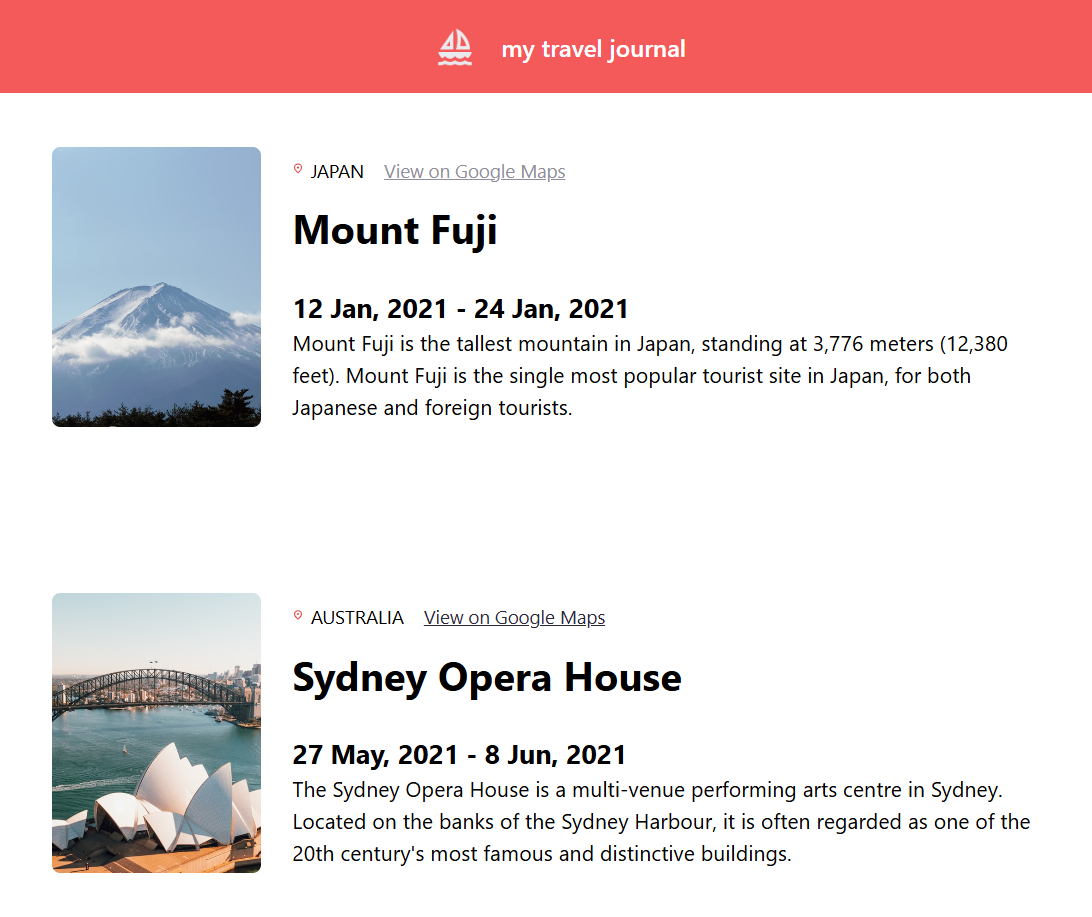 my travel journal
JAPAN View on Google Maps
Mount Fuji
12 Jan, 2021 - 24 Jan, 2021
Mount Fuji is the tallest mountain in Japan, standing at 3,776 meters (12,380
feet). Mount Fuji is the single most popular tourist site in Japan, for both
Japanese and foreign tourists.
AUSTRALIA View on Google Maps
Sydney Opera House
27 May, 2021 - 8 Jun, 2021
The Sydney Opera House is a multi-venue performing arts centre in Sydney.
Located on the banks of the Sydney Harbour, it is often regarded as one of the
20th century's most famous and distinctive buildings.